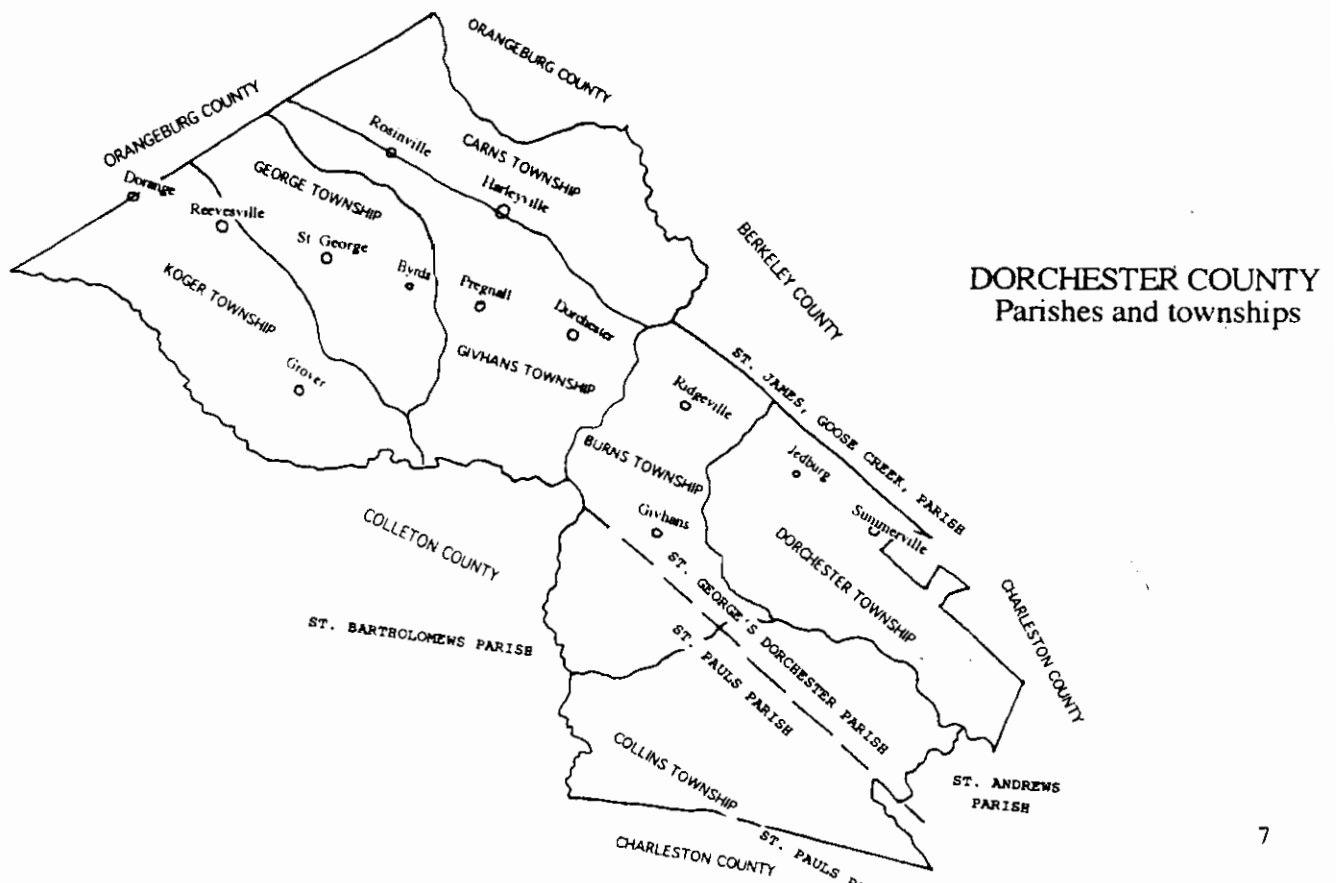 ORANGEBURG COUNTY
ORANGEBURG COUNTY
Rosinville
CARNS TOWNSHIP
Dorange
GEORGE TOWNSHIP
Harleyville
Reevesville
St George
BERKELEY COUNTY
DORCHESTER COUNTY
Parishes and townships
KOGER TOWNSHIP
Byrds
Pregnall
Dorchester
Grover
GIVHANS TOWNSHIP
ST. JAMES, GOOSE CREEK, PARISH
Ridgeville
BURNS TOWNSHIP
Jedburg
Givhans
Summerville
COLLETON COUNTY
DORCHESTER TOWNSHIP
CHARLESTON COUNTY
ST. BARTHOLOMEWS PARISH
ST. GEORGE'S DORCHESTER PARISH
ST. PAULS PARISH
COLLINS TOWNSHIP
ST. ANDREWS
PARISH
CHARLESTON COUNTY
ST. PAULS
7